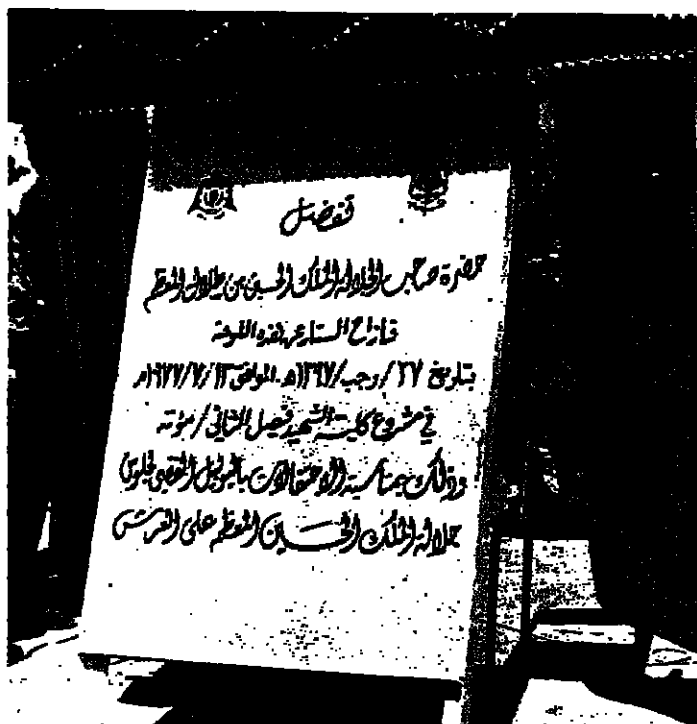 تفضل
حضرة صاحب الجلالة الملك الحسين بن طلال المعظم
فأزاح الستار عن هذه اللوحة
بتاريخ ٢٧/رجب/١٣٩٧هـ الموافق ١٣/٧/١٩٧٧م
في مشروع كلية الشهيد فيصل الثاني/مؤتة
وذلك بمناسبة الاحتفالات باليوبيل الفضي لجلوس
جلالة الملك الحسين المعظم على العرش